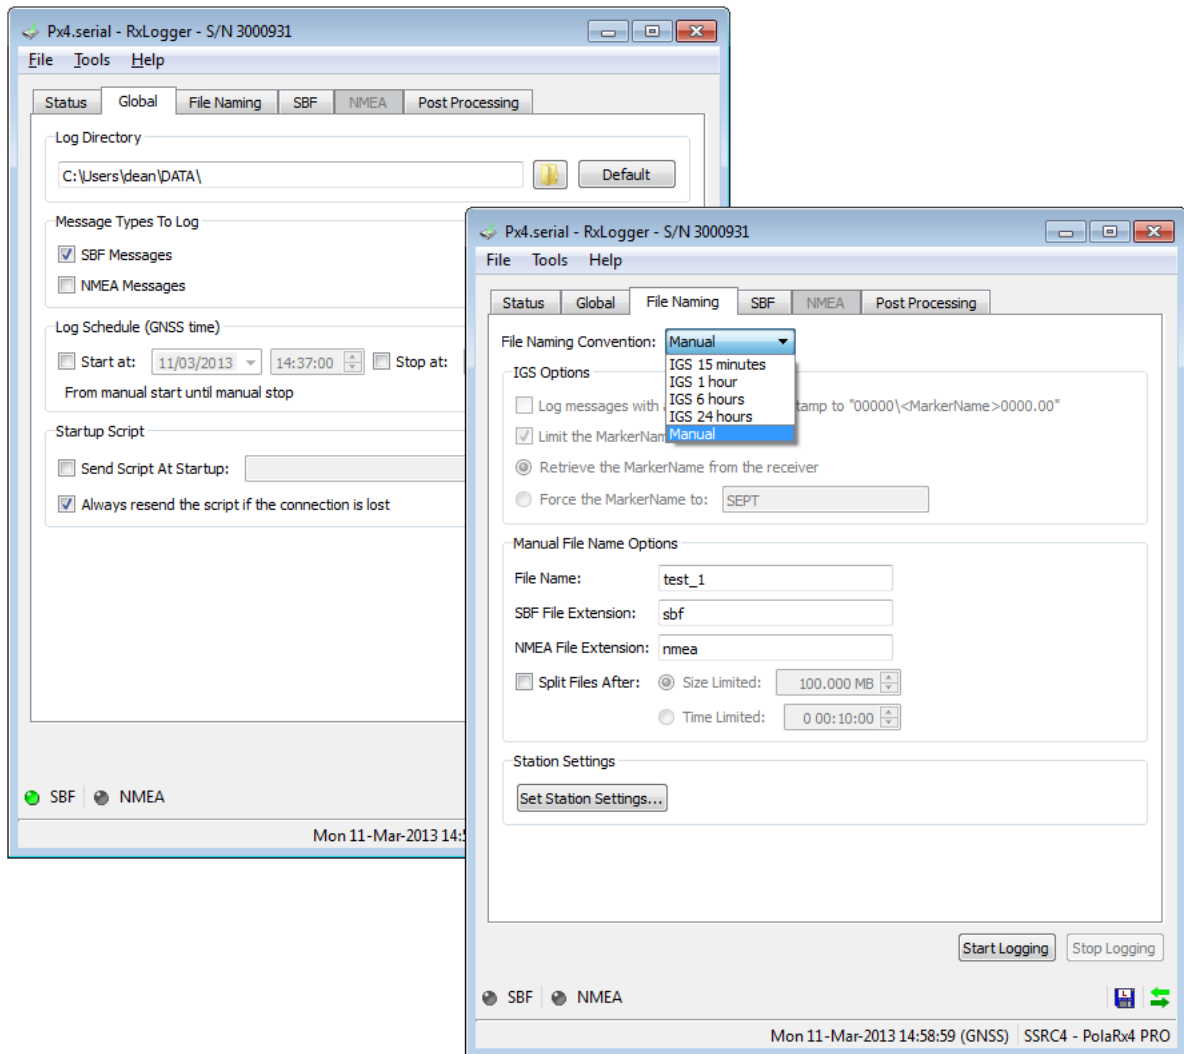 Px4.serial - RxLogger - S/N 3000931
File Tools Help
Status Global File Naming SBF NMEA Post Processing
Log Directory
C:\Users\dean\DATA\ Default
Message Types To Log
SBF Messages
NMEA Messages
Log Schedule (GNSS time)
Start at: 11/03/2013 14:37:00 Stop at:
From manual start until manual stop
Startup Script
Send Script At Startup:
Always resend the script if the connection is lost
SBF NMEA
Mon 11-Mar-2013 14:5
Px4.serial - RxLogger - S/N 3000931
File Tools Help
Status Global File Naming SBF NMEA Post Processing
File Naming Convention: Manual
IGS 15 minutes
IGS 1 hour
IGS 6 hours
IGS 24 hours
Manual
IGS Options
Log messages with tamp to "00000\<MarkerName>0000.00"
Limit the MarkerNam
Retrieve the MarkerName from the receiver
Force the MarkerName to: SEPT
Manual File Name Options
File Name: test_1
SBF File Extension: sbf
NMEA File Extension: nmea
Split Files After: Size Limited: 100.000 MB
Time Limited: 0 00:10:00
Station Settings
Set Station Settings...
Start Logging Stop Logging
SBF NMEA
Mon 11-Mar-2013 14:58:59 (GNSS) SSRC4 - PolaRx4 PRO